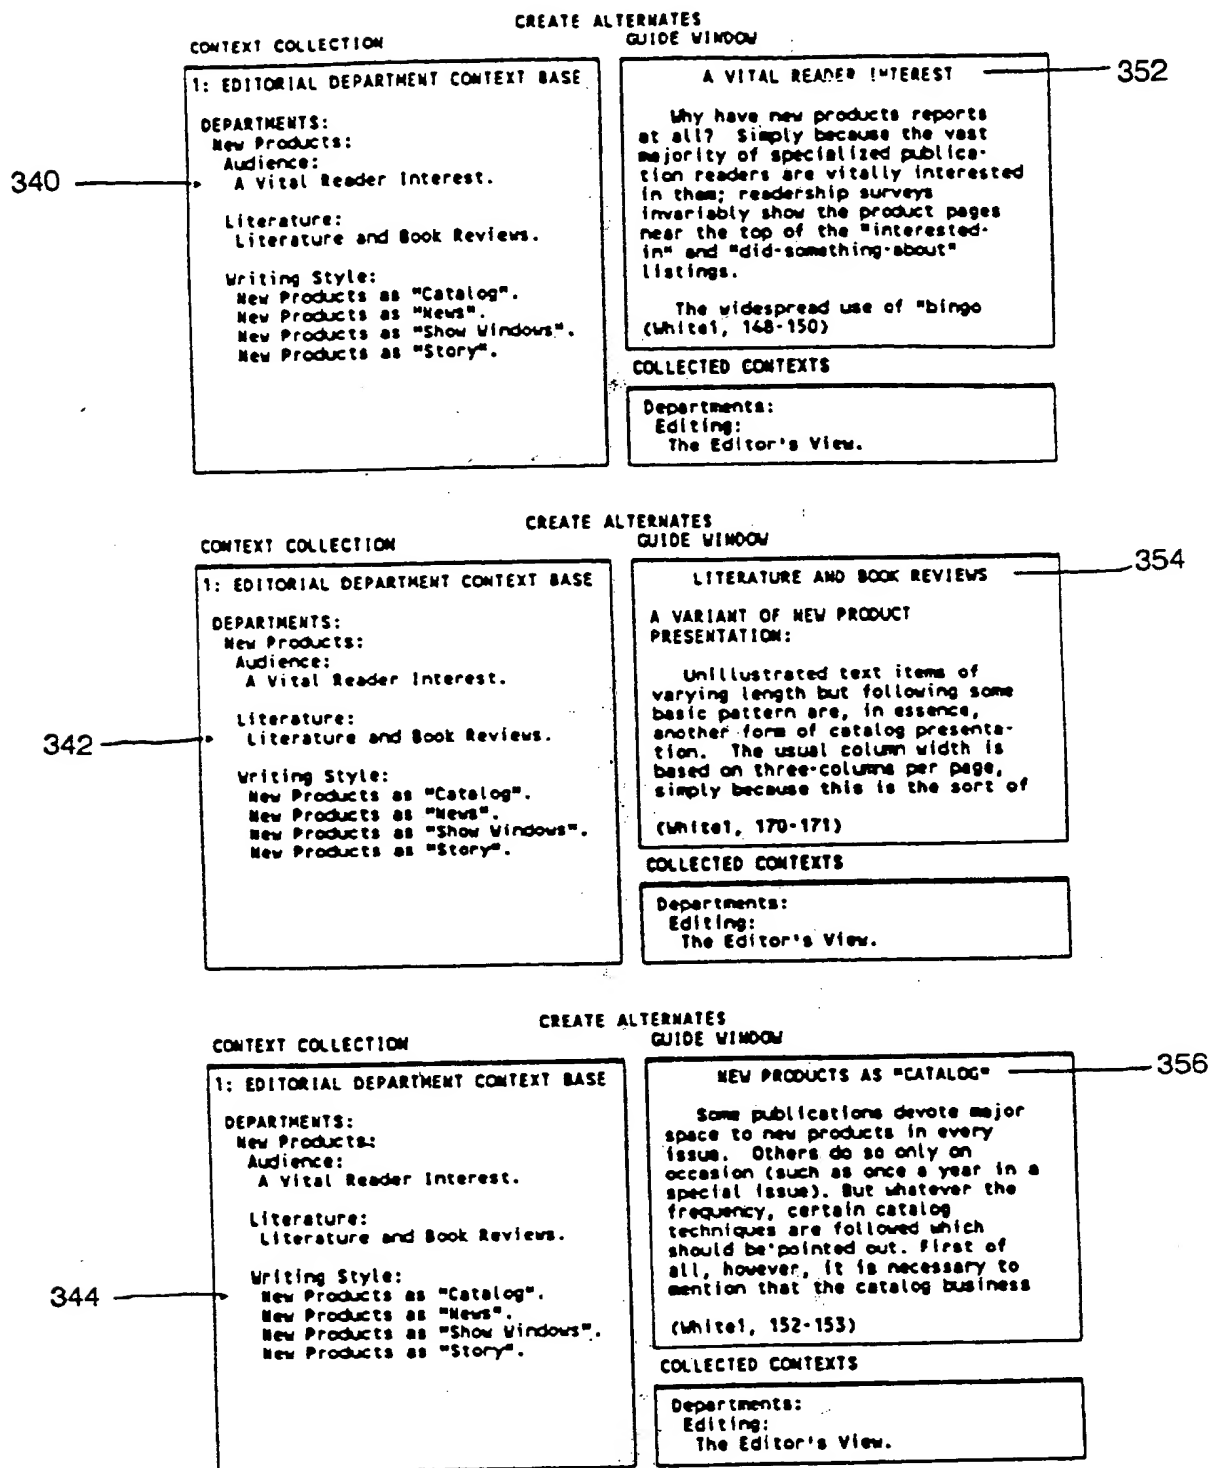 CREATE ALTERNATES
CONTEXT COLLECTION
GUIDE WINDOW
1: EDITORIAL DEPARTMENT CONTEXT BASE
DEPARTMENTS:
New Products:
Audience:
A Vital Reader Interest.
Literature:
Literature and Book Reviews.
Writing Style:
New Products as "Catalog".
New Products as "News".
New Products as "Show Windows".
New Products as "Story".
340
A VITAL READER INTEREST
352
Why have new products reports
at all? Simply because the vast
majority of specialized publica-
tion readers are vitally interested
in them; readership surveys
invariably show the product pages
near the top of the "interested-
in" and "did-something-about"
listings.
The widespread use of "bingo
(White1, 148-150)
COLLECTED CONTEXTS
Departments:
Editing:
The Editor's View.
CREATE ALTERNATES
CONTEXT COLLECTION
GUIDE WINDOW
1: EDITORIAL DEPARTMENT CONTEXT BASE
DEPARTMENTS:
New Products:
Audience:
A Vital Reader Interest.
Literature:
Literature and Book Reviews.
Writing Style:
New Products as "Catalog".
New Products as "News".
New Products as "Show Windows".
New Products as "Story".
342
LITERATURE AND BOOK REVIEWS
354
A VARIANT OF NEW PRODUCT
PRESENTATION:
Unillustrated text items of
varying length but following some
basic pattern are, in essence,
another form of catalog presenta-
tion. The usual column width is
based on three-columns per page,
simply because this is the sort of
(White1, 170-171)
COLLECTED CONTEXTS
Departments:
Editing:
The Editor's View.
CREATE ALTERNATES
CONTEXT COLLECTION
GUIDE WINDOW
1: EDITORIAL DEPARTMENT CONTEXT BASE
DEPARTMENTS:
New Products:
Audience:
A Vital Reader Interest.
Literature:
Literature and Book Reviews.
Writing Style:
New Products as "Catalog".
New Products as "News".
New Products as "Show Windows".
New Products as "Story".
344
NEW PRODUCTS AS "CATALOG"
356
Some publications devote major
space to new products in every
issue. Others do so only on
occasion (such as once a year in a
special issue). But whatever the
frequency, certain catalog
techniques are followed which
should be pointed out. First of
all, however, it is necessary to
mention that the catalog business
(White1, 152-153)
COLLECTED CONTEXTS
Departments:
Editing:
The Editor's View.